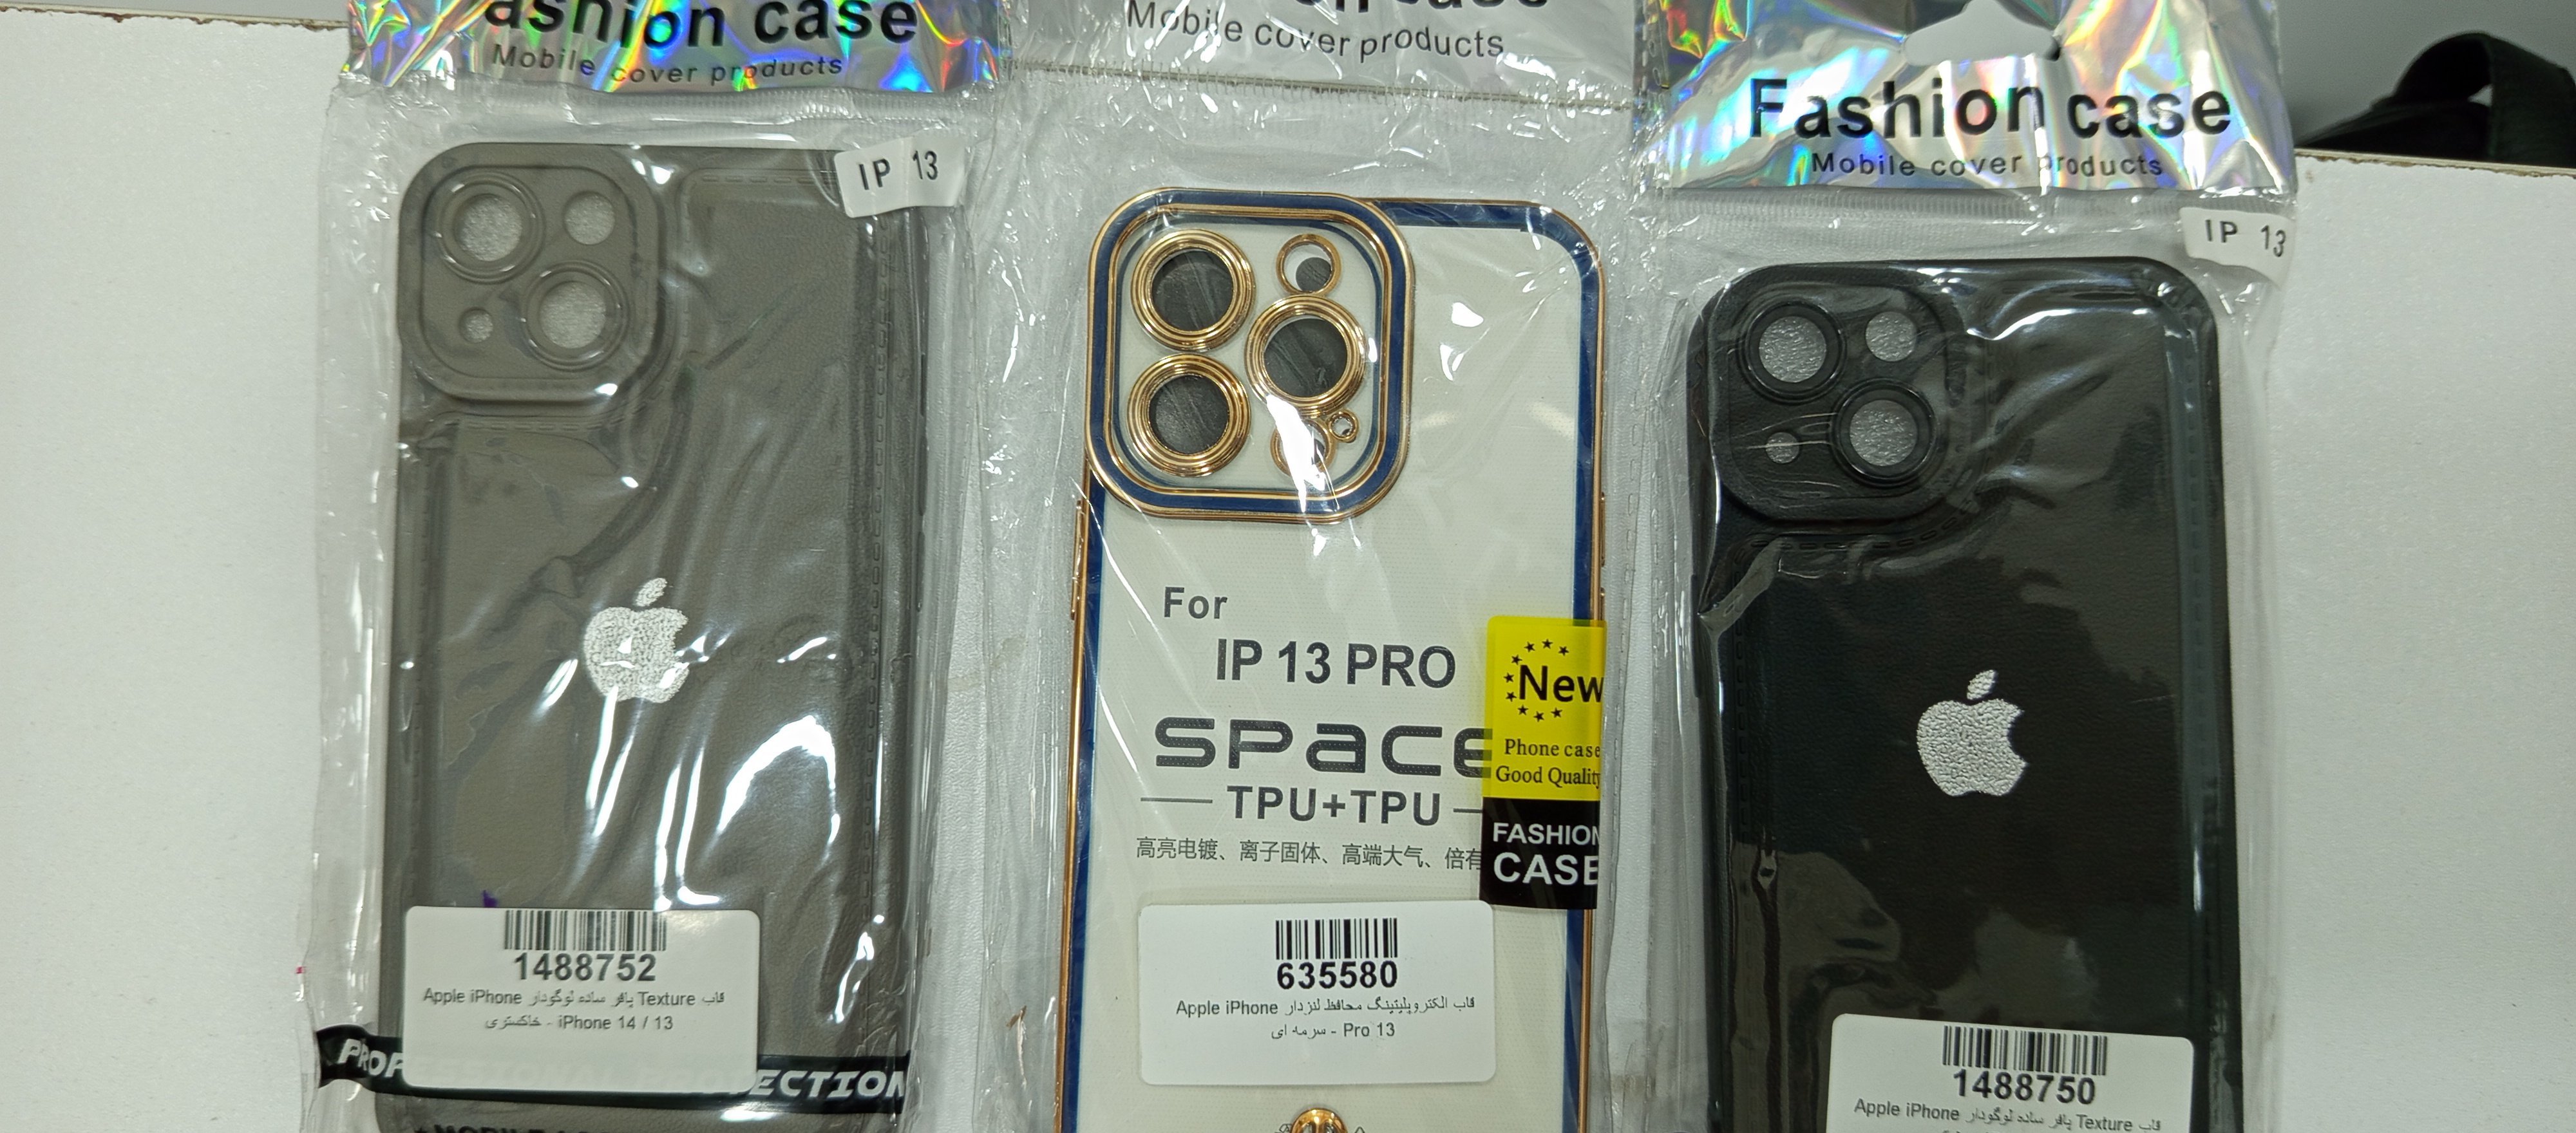 ashion case
Mobile cover products
IP 13
1488752
قاب Texture پافر ساده لوگودار Apple iPhone
iPhone 14 / 13 - خاکستری
Mobile cover products
For
IP 13 PRO
SPACE
TPU+TPU
高亮电镀、离子固体、高端大气、倍有
New
Phone case
Good Quality
FASHION
CASE
635580
قاب الکتروپلیتینگ محافظ لنزدار Apple iPhone
13 Pro - سرمه ای
Fashion case
Mobile cover products
IP 13
1488750
قاب Texture پافر ساده لوگودار Apple iPhone